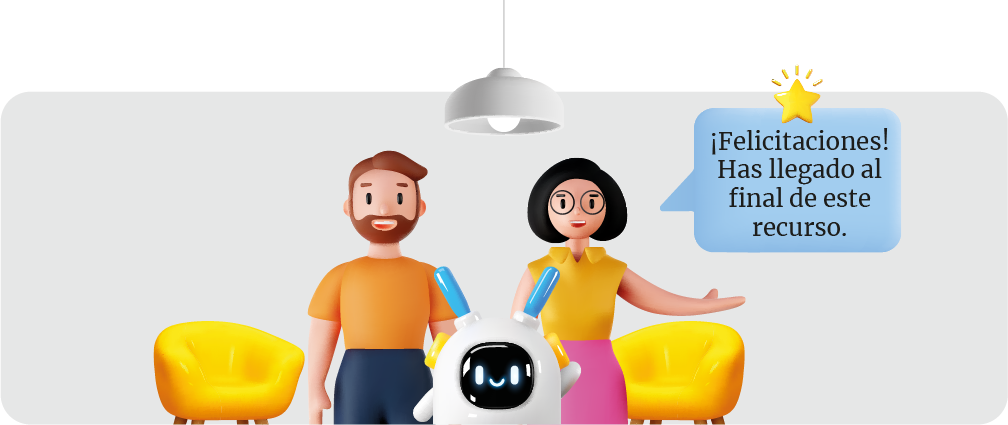 ¡Felicitaciones!
Has llegado al
final de este
recurso.